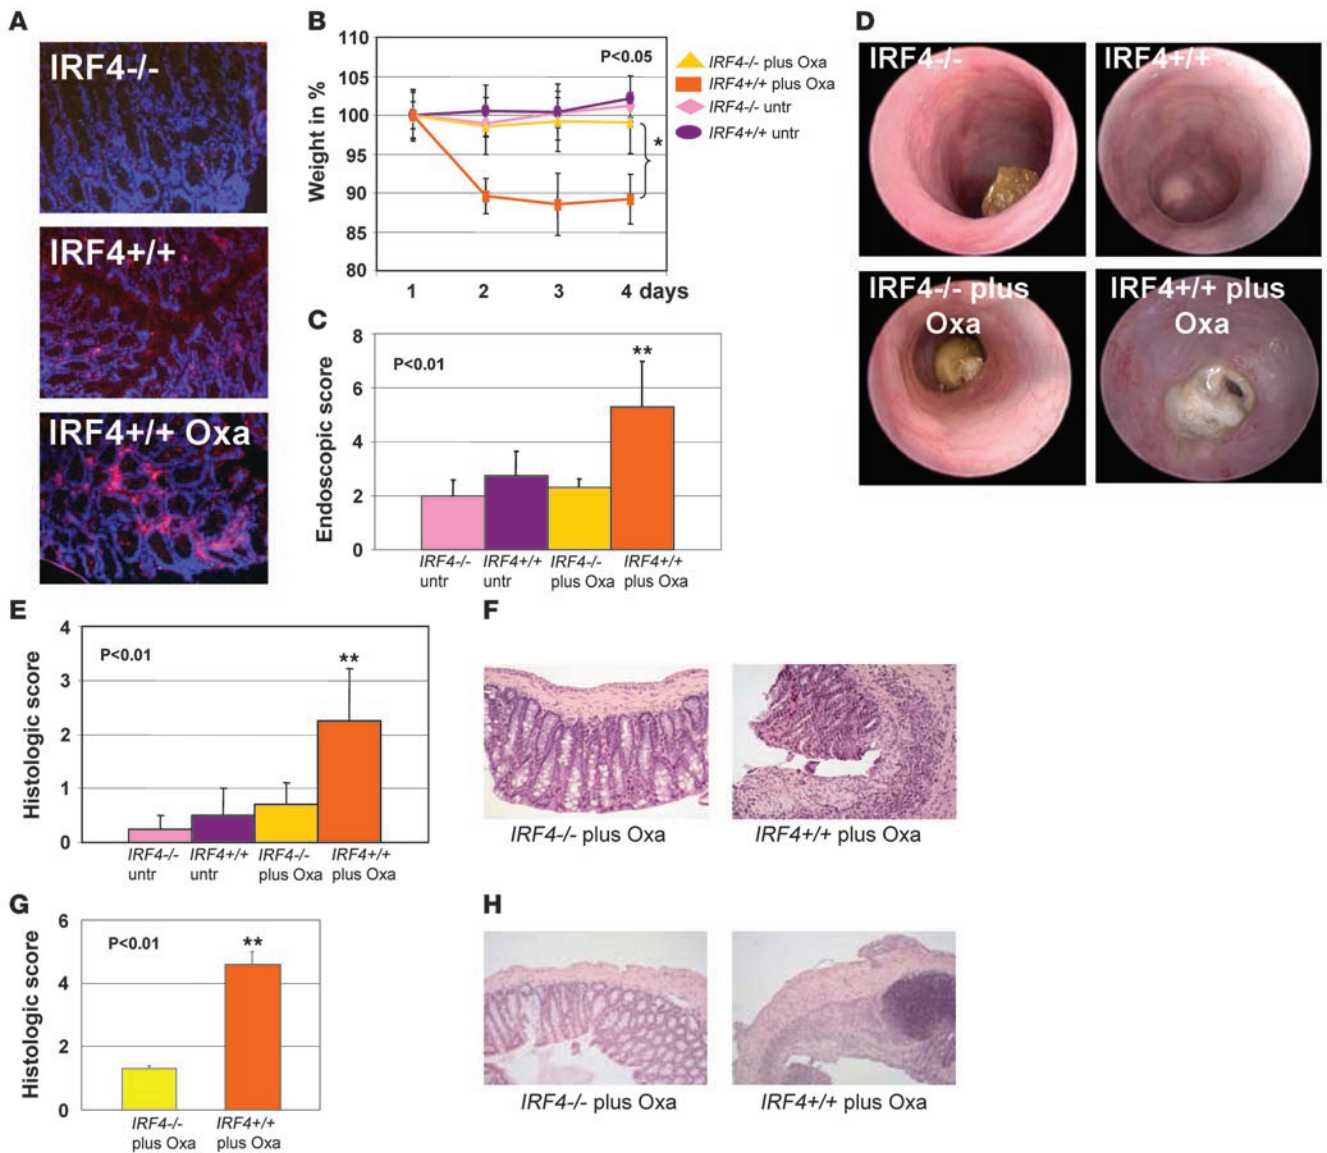 A
IRF4-/-
IRF4+/+
IRF4+/+ Oxa
B
Weight in %
110
105
100
95
90
85
80
1 2 3 4 days
P<0.05
*
IRF4-/- plus Oxa
IRF4+/+ plus Oxa
IRF4-/- untr
IRF4+/+ untr
C
Endoscopic score
8
6
4
2
0
P<0.01
**
IRF4-/-
untr
IRF4+/+
untr
IRF4-/-
plus Oxa
IRF4+/+
plus Oxa
D
IRF4-/-
IRF4+/+
IRF4-/- plus
Oxa
IRF4+/+ plus
Oxa
E
Histologic score
4
3
2
1
0
P<0.01
**
IRF4-/-
untr
IRF4+/+
untr
IRF4-/-
plus Oxa
IRF4+/+
plus Oxa
F
IRF4-/- plus Oxa
IRF4+/+ plus Oxa
G
Histologic score
6
4
2
0
P<0.01
**
IRF4-/-
plus Oxa
IRF4+/+
plus Oxa
H
IRF4-/- plus Oxa
IRF4+/+ plus Oxa